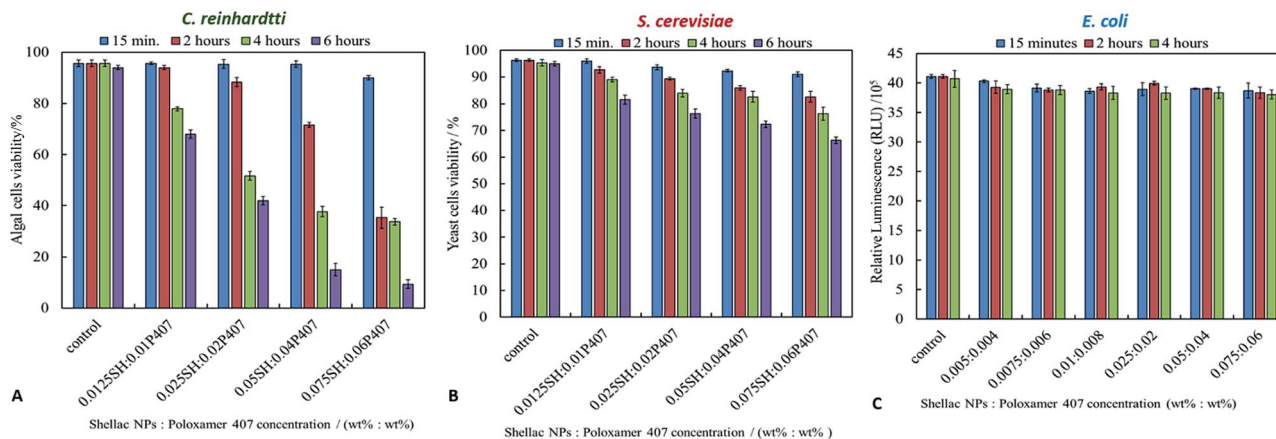 C. reinhardtti
15 min. 2 hours 4 hours 6 hours
100
80
60
40
20
0
Algal cells viability/%
control
0.0125SH:0.01P407
0.025SH:0.02P407
0.05SH:0.04P407
0.075SH:0.06P407
A
Shellac NPs : Poloxamer 407 concentration / (wt% : wt%)
S. cerevisiae
15 min. 2 hours 4 hours 6 hours
100
90
80
70
60
50
40
30
20
10
0
Yeast cells viability / %
control
0.0125SH:0.01P407
0.025SH:0.02P407
0.05SH:0.04P407
0.075SH:0.06P407
B
Shellac NPs : Poloxamer 407 concentration / (wt% : wt% )
E. coli
15 minutes 2 hours 4 hours
45
40
35
30
25
20
15
10
5
0
Relative Luminescence (RLU) /10⁵
control
0.005:0.004
0.0075:0.006
0.01:0.008
0.025:0.02
0.05:0.04
0.075:0.06
C
Shellac NPs : Poloxamer 407 concentration (wt% : wt%)